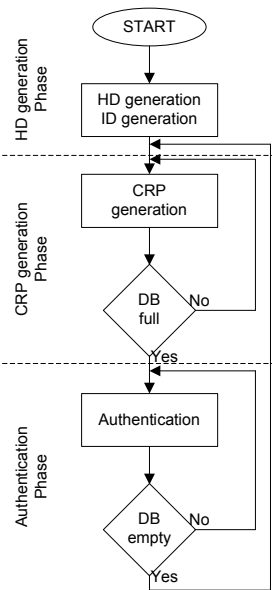 START
HD generation
Phase
HD generation
ID generation
CRP generation
Phase
CRP
generation
DB
full
No
Yes
Authentication
Phase
Authentication
DB
empty
No
Yes